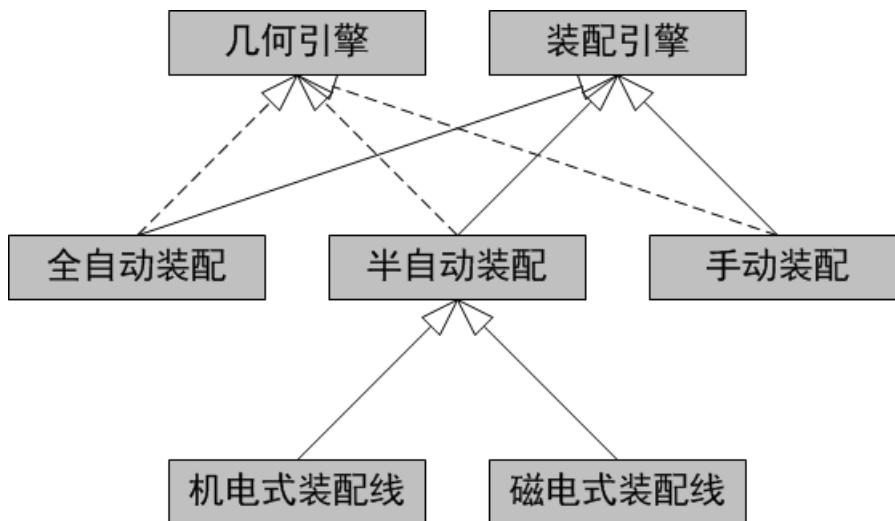 几何引擎
装配引擎
全自动装配
半自动装配
手动装配
机电式装配线
磁电式装配线